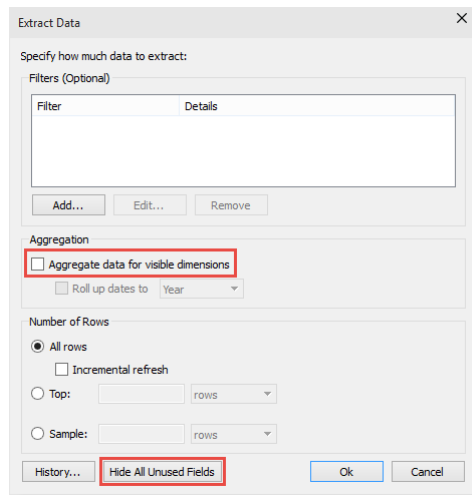 Extract Data
Specify how much data to extract:
Filters (Optional)
Filter Details
Add... Edit... Remove
Aggregation
Aggregate data for visible dimensions
Roll up dates to Year
Number of Rows
All rows
Incremental refresh
Top: rows
Sample: rows
History... Hide All Unused Fields Ok Cancel